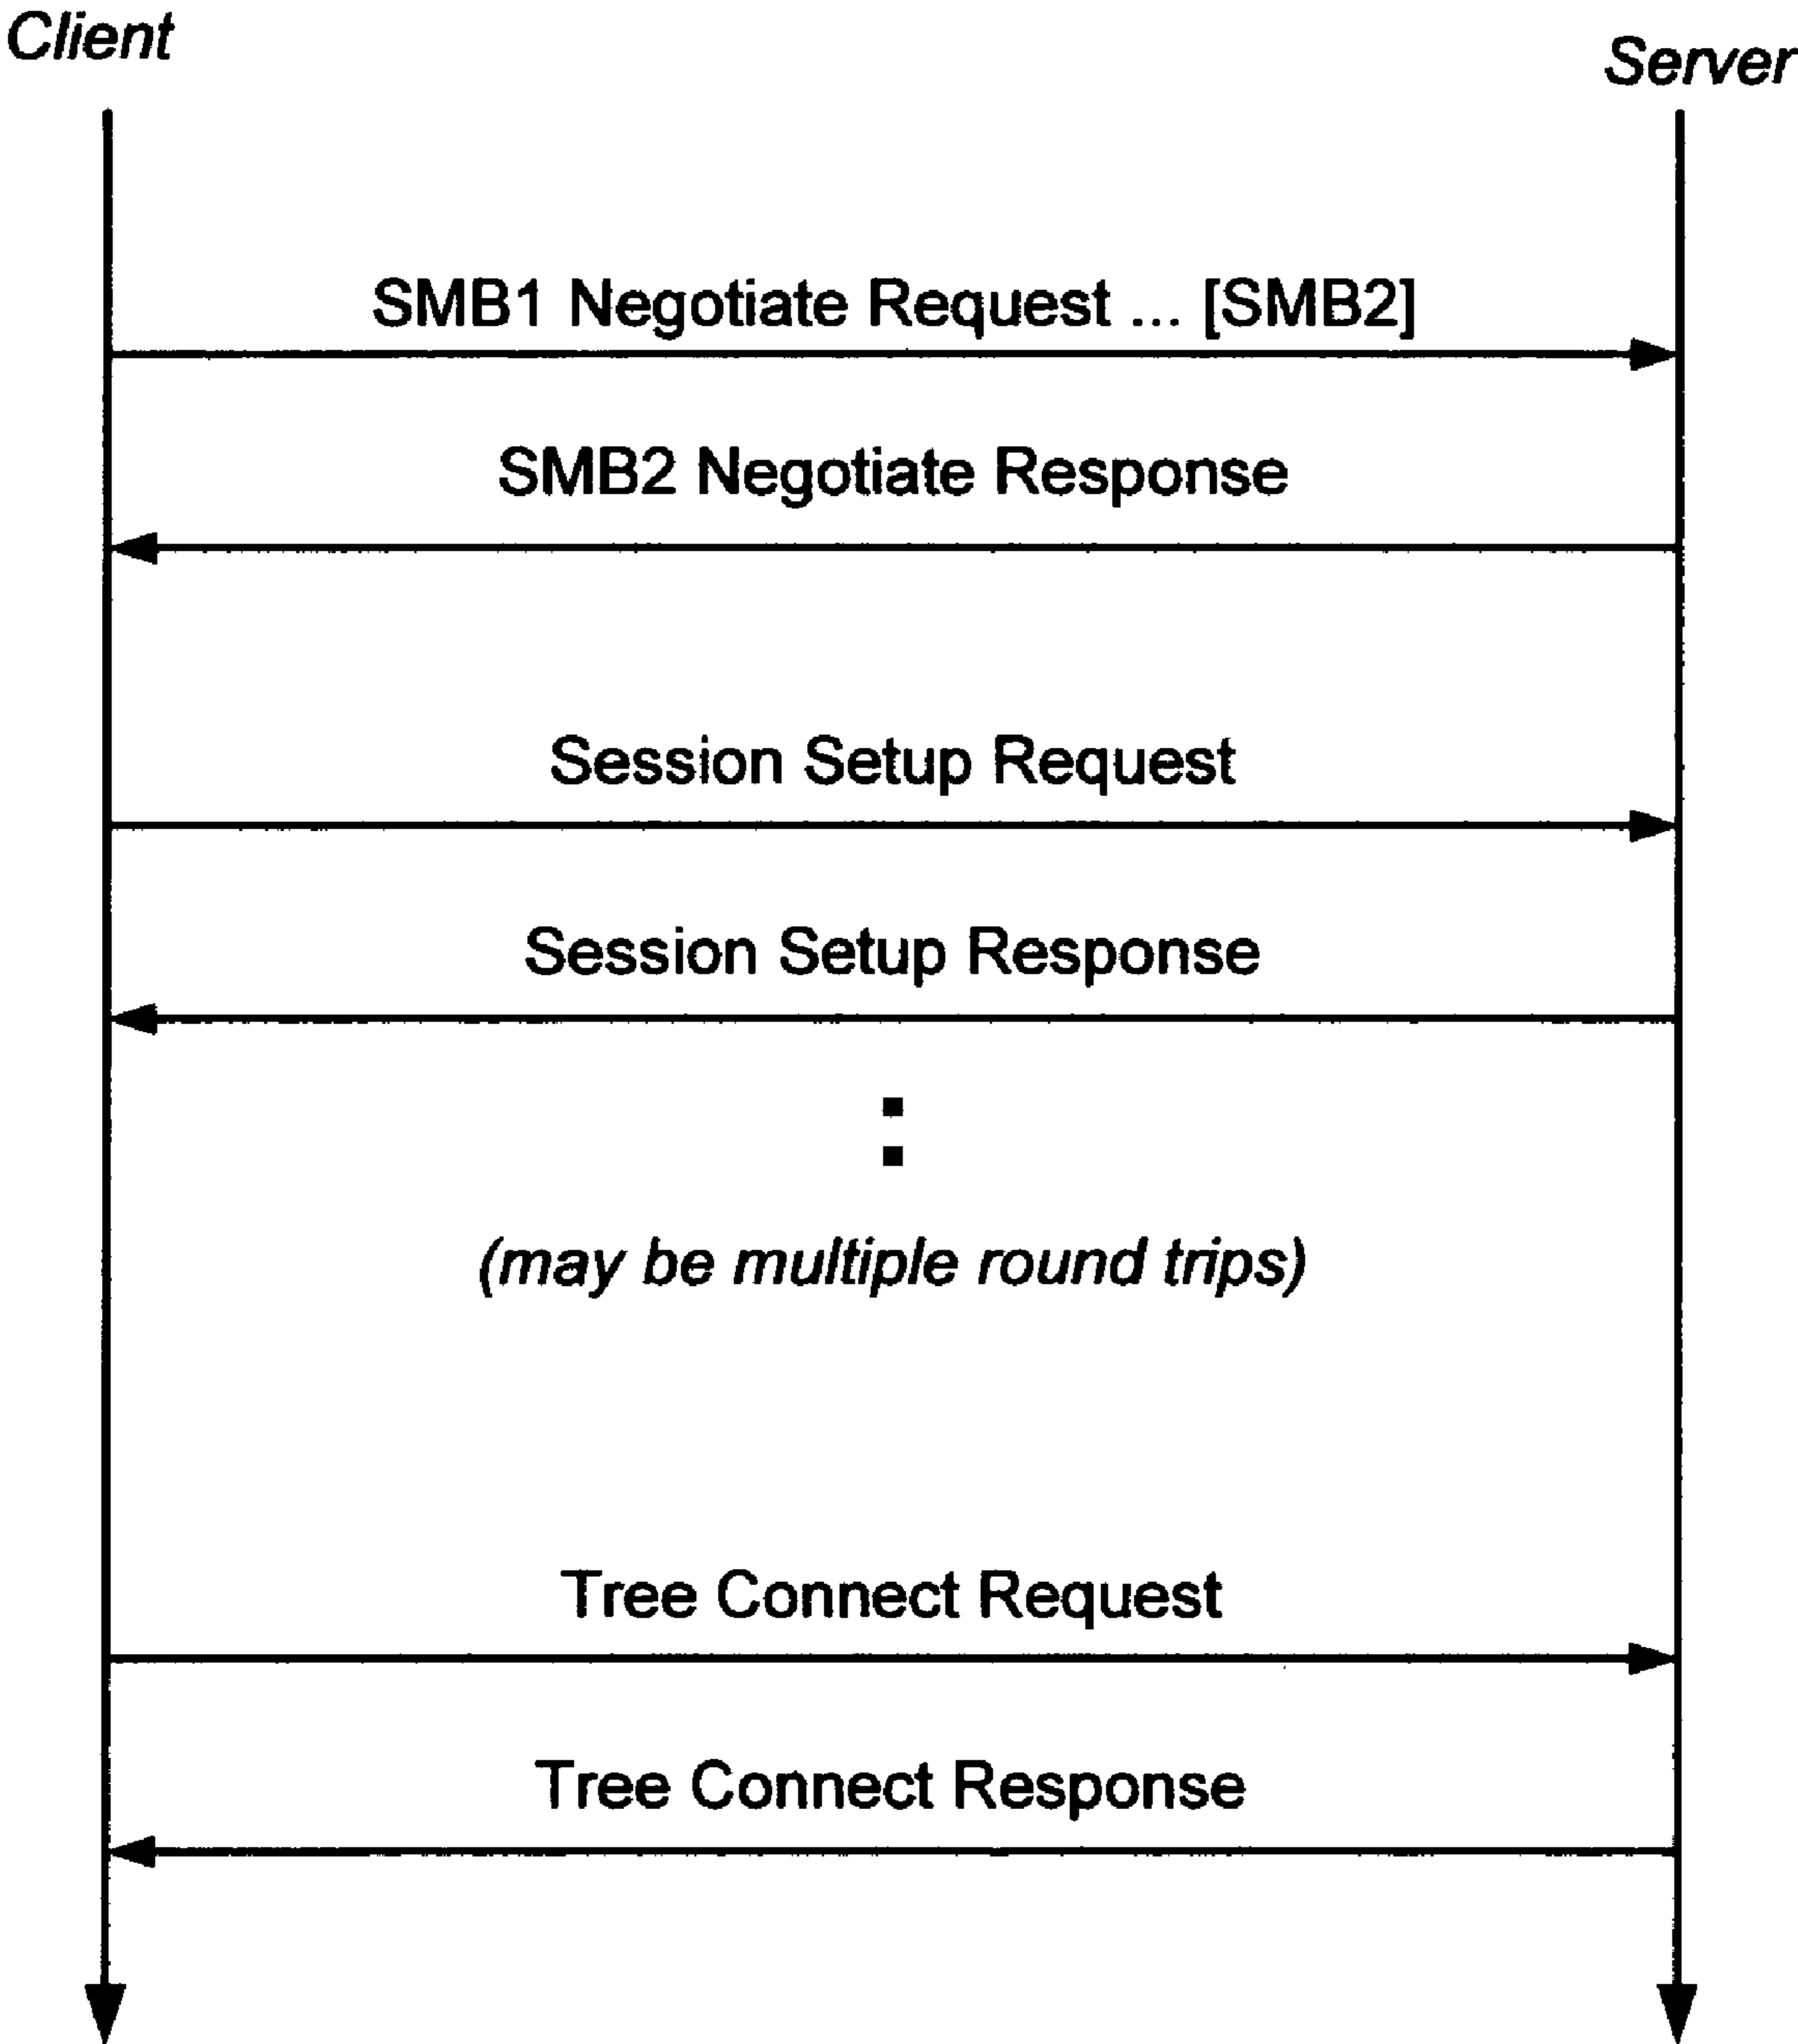 Client
Server
SMB1 Negotiate Request ... [SMB2]
SMB2 Negotiate Response
Session Setup Request
Session Setup Response
:
(may be multiple round trips)
Tree Connect Request
Tree Connect Response